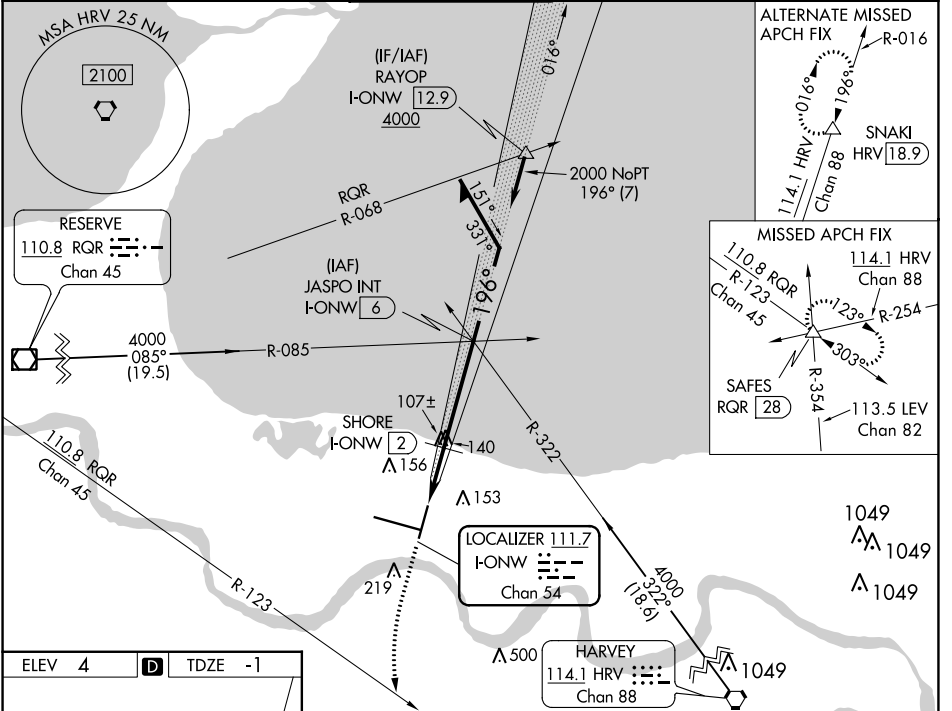 MSA HRV 25 NM
2100
(IF/IAF)
RAYOP
I-ONW 12.9
4000
016°
ALTERNATE MISSED
APCH FIX
R-016
016°
196°
SNAKI
HRV 18.9
114.1 HRV
Chan 88
2000 NoPT
196° (7)
RQR
R-068
151°
331°
196°
RESERVE
110.8 RQR
Chan 45
(IAF)
JASPO INT
I-ONW 6
4000
085°
(19.5)
R-085
MISSED APCH FIX
110.8 RQR
R-123
Chan 45
114.1 HRV
Chan 88
123°
R-254
303°
SAFES
RQR 28
R-354
113.5 LEV
Chan 82
107±
SHORE
I-ONW 2
140
156
R-322
153
110.8 RQR
Chan 45
LOCALIZER 111.7
I-ONW
Chan 54
1049
1049
1049
219
4000
322°
(18.6)
R-123
500
HARVEY
114.1 HRV
Chan 88
1049
ELEV 4 D TDZE -1